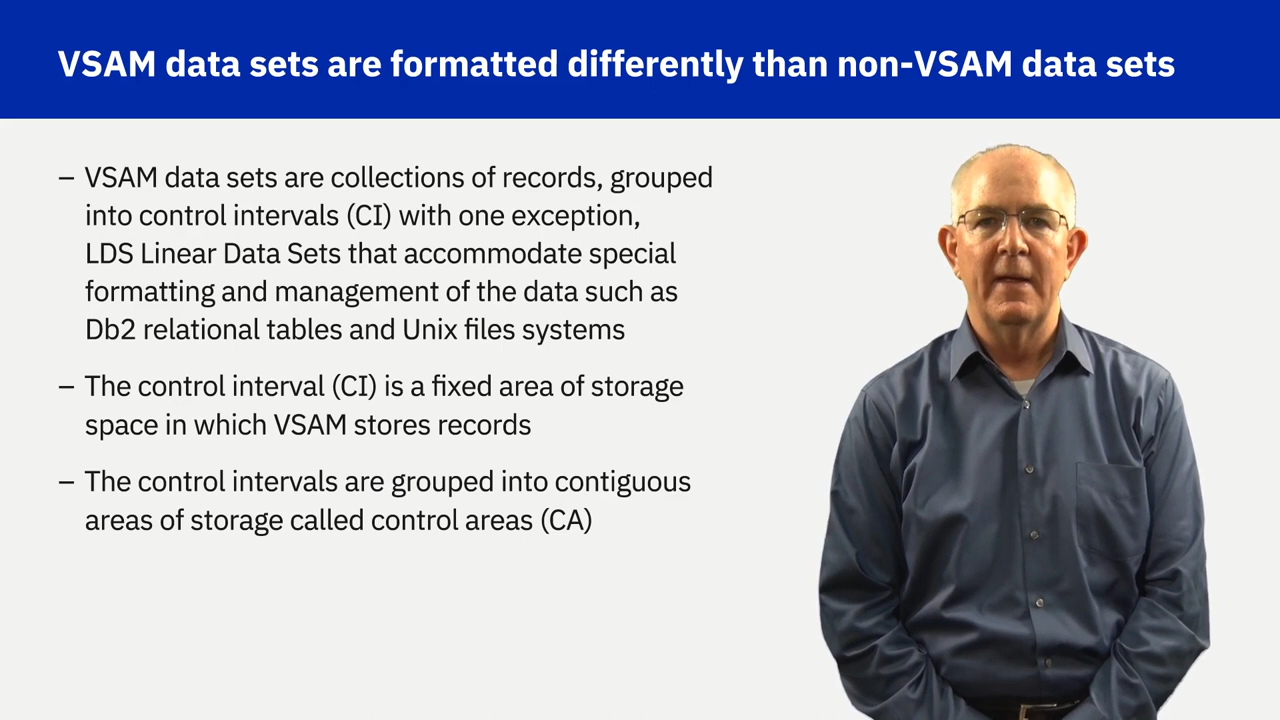 VSAM data sets are formatted differently than non-VSAM data sets
– VSAM data sets are collections of records, grouped
into control intervals (CI) with one exception,
LDS Linear Data Sets that accommodate special
formatting and management of the data such as
Db2 relational tables and Unix files systems
– The control interval (CI) is a fixed area of storage
space in which VSAM stores records
– The control intervals are grouped into contiguous
areas of storage called control areas (CA)